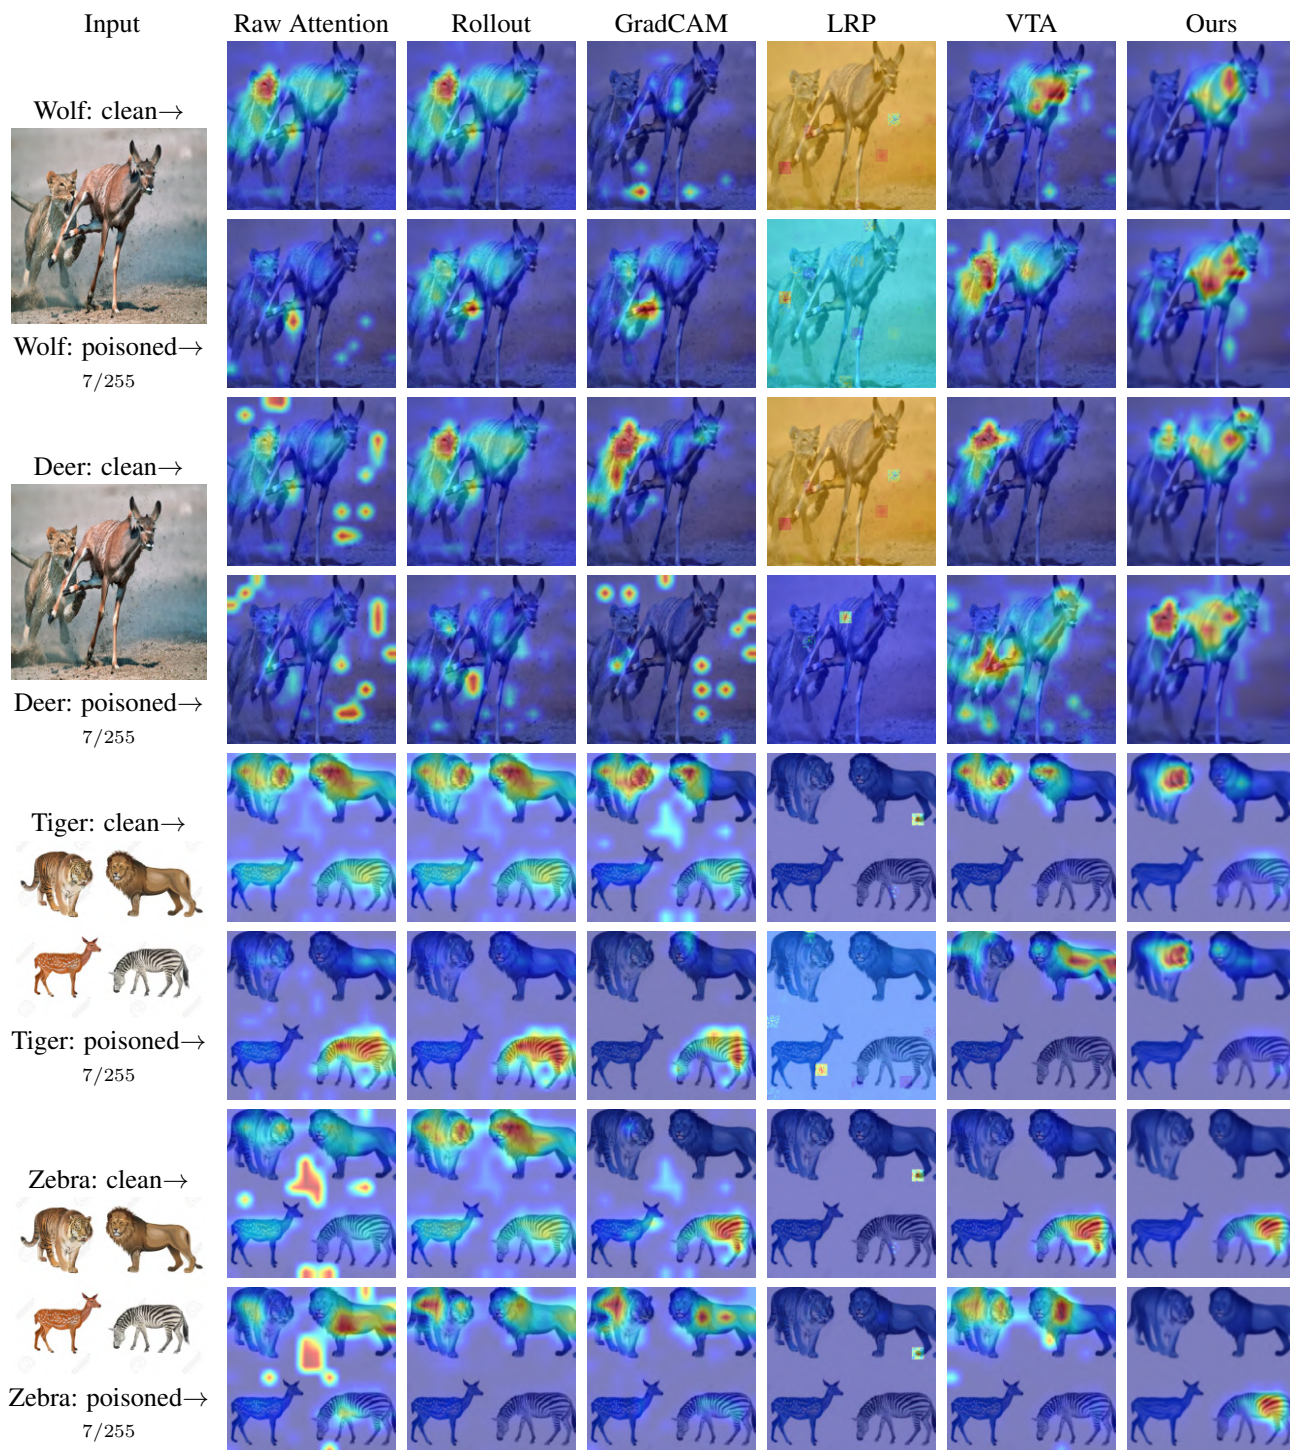 Input Raw Attention Rollout GradCAM LRP VTA Ours
Wolf: clean→
Wolf: poisoned→
7/255
Deer: clean→
Deer: poisoned→
7/255
Tiger: clean→
Tiger: poisoned→
7/255
Zebra: clean→
Zebra: poisoned→
7/255